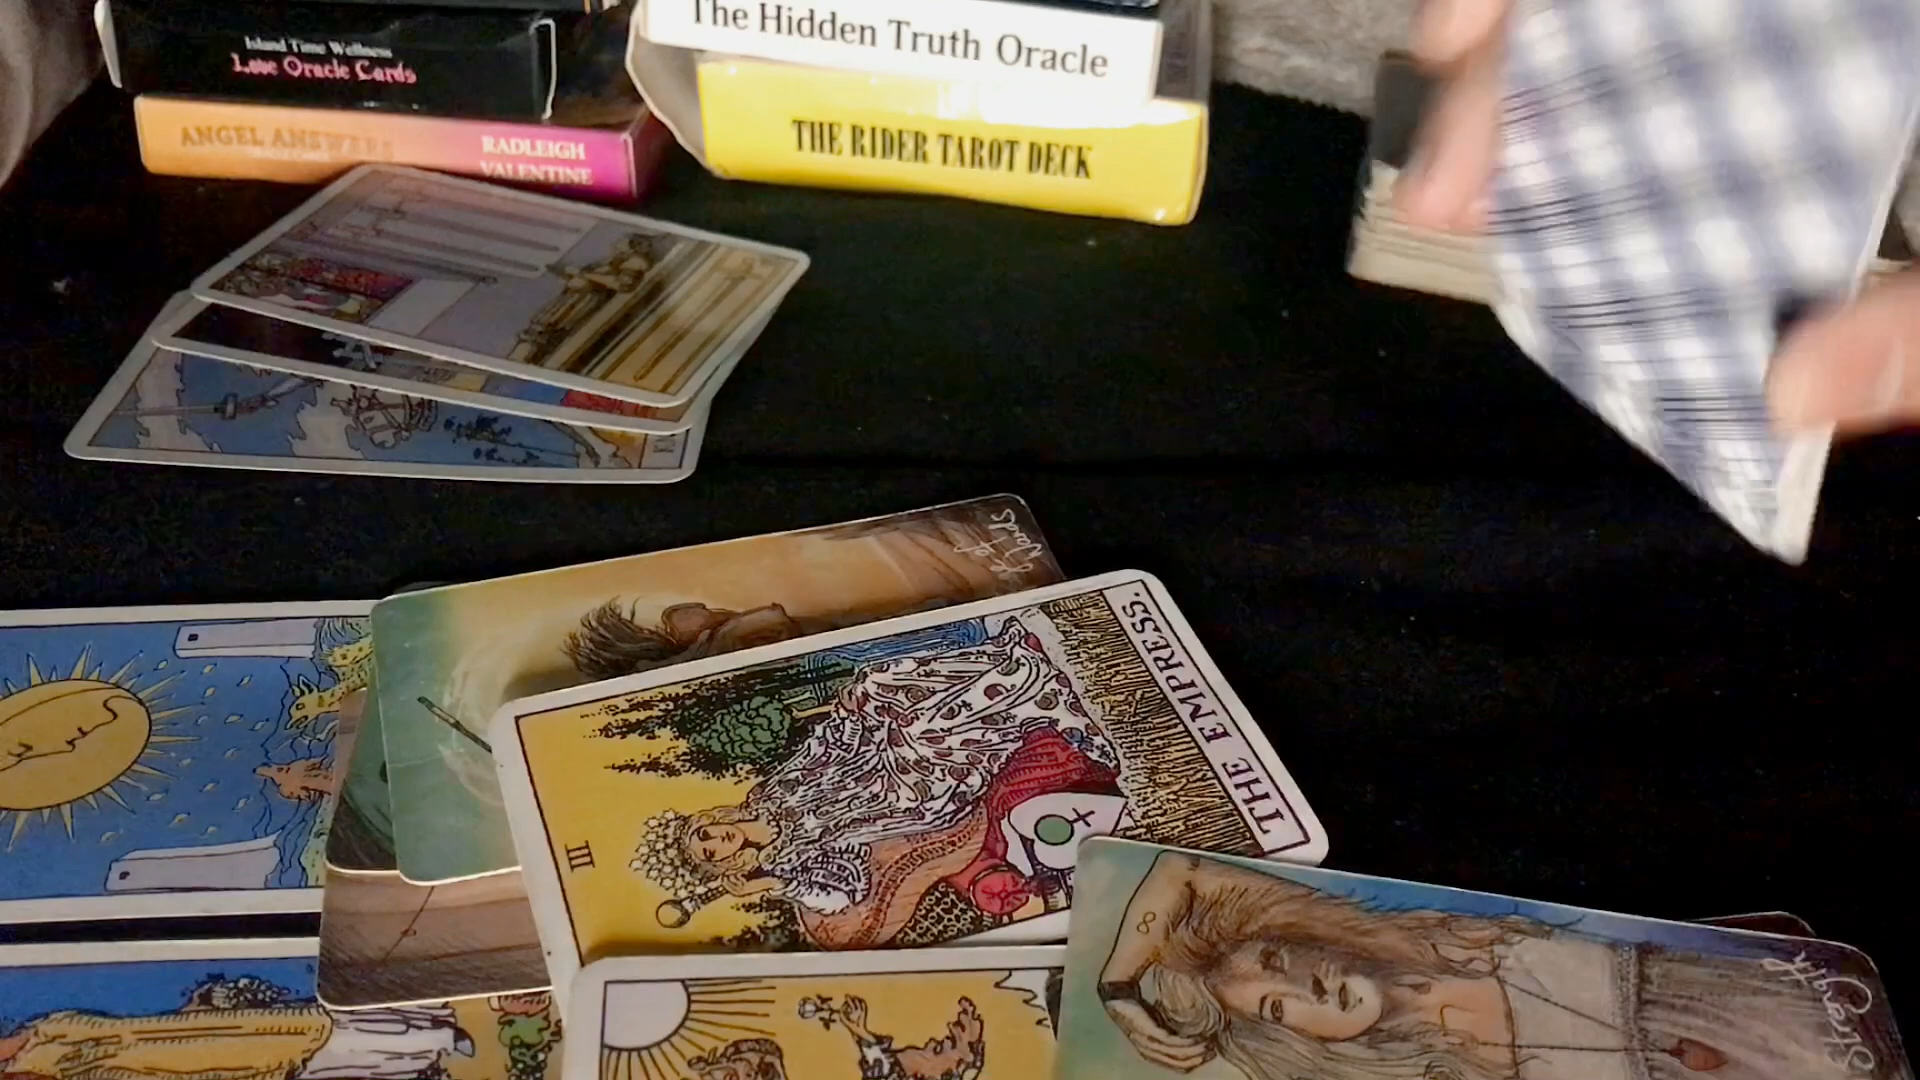 Island Time Wellness
Love Oracle Cards
ANGEL ANSWERS
RADLEIGH
VALENTINE
The Hidden Truth Oracle
THE RIDER TAROT DECK
Wands
THE EMPRESS.
III
∞
Strength